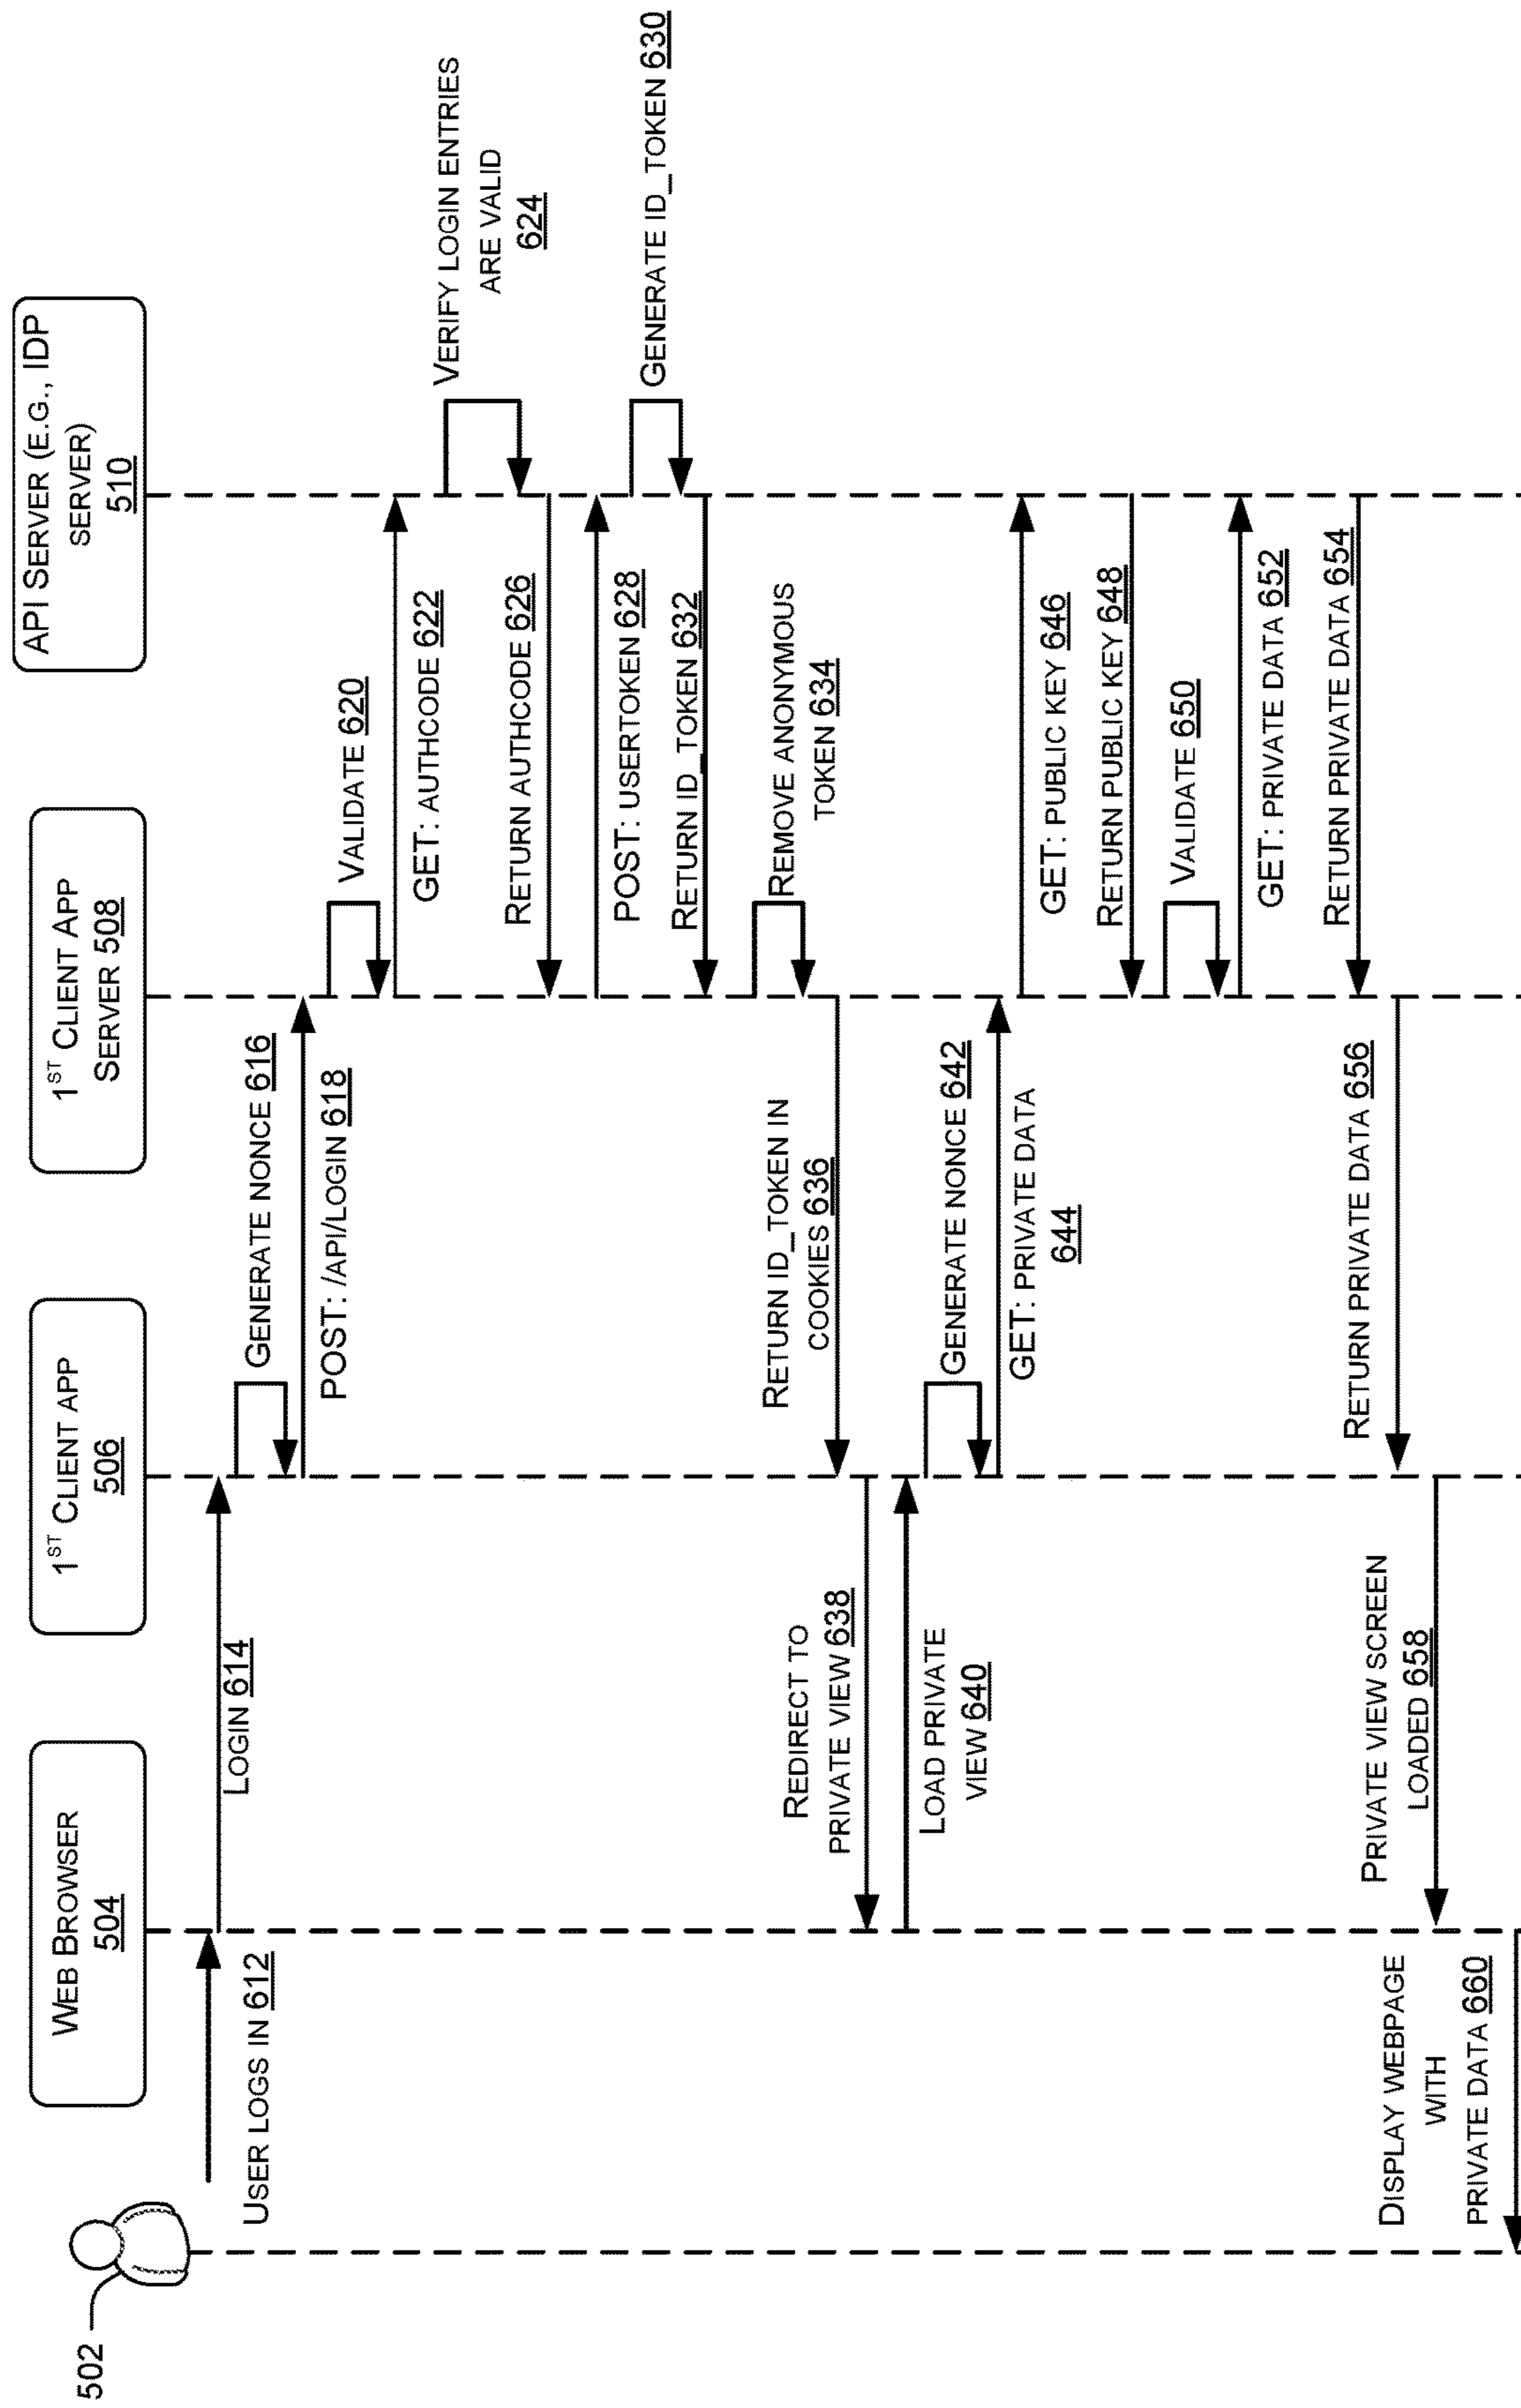 502
WEB BROWSER
504
1ST CLIENT APP
506
1ST CLIENT APP
SERVER 508
API SERVER (E.G., IDP
SERVER)
510
USER LOGS IN 612
LOGIN 614
GENERATE NONCE 616
POST: /API/LOGIN 618
VALIDATE 620
GET: AUTHCODE 622
VERIFY LOGIN ENTRIES
ARE VALID
624
RETURN AUTHCODE 626
POST: USERTOKEN 628
GENERATE ID_TOKEN 630
RETURN ID_TOKEN 632
REMOVE ANONYMOUS
TOKEN 634
RETURN ID_TOKEN IN
COOKIES 636
REDIRECT TO
PRIVATE VIEW 638
LOAD PRIVATE
VIEW 640
GENERATE NONCE 642
GET: PRIVATE DATA
644
GET: PUBLIC KEY 646
RETURN PUBLIC KEY 648
VALIDATE 650
GET: PRIVATE DATA 652
RETURN PRIVATE DATA 654
RETURN PRIVATE DATA 656
PRIVATE VIEW SCREEN
LOADED 658
DISPLAY WEBPAGE
WITH
PRIVATE DATA 660